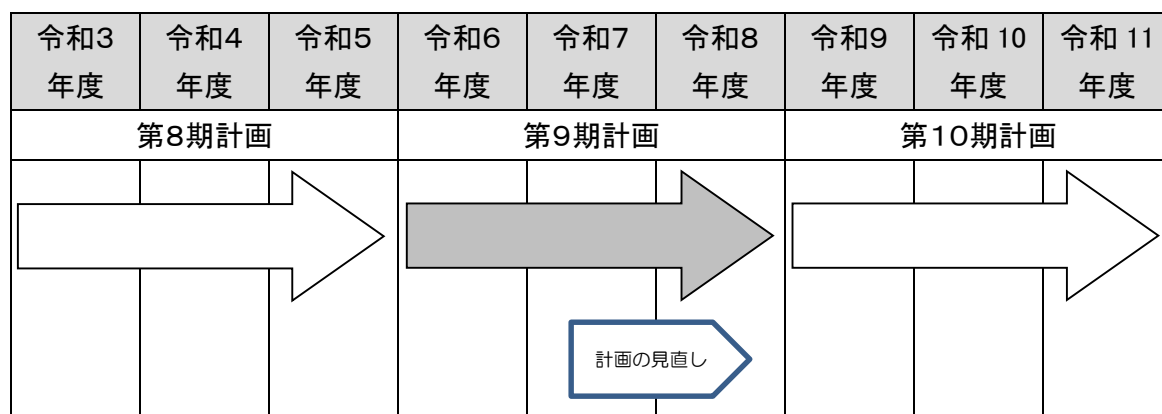 令和3 令和4 令和5 令和6 令和7 令和8 令和9 令和 10 令和 11
年度 年度 年度 年度 年度 年度 年度 年度 年度
第8期計画 第9期計画 第10期計画
計画の見直し